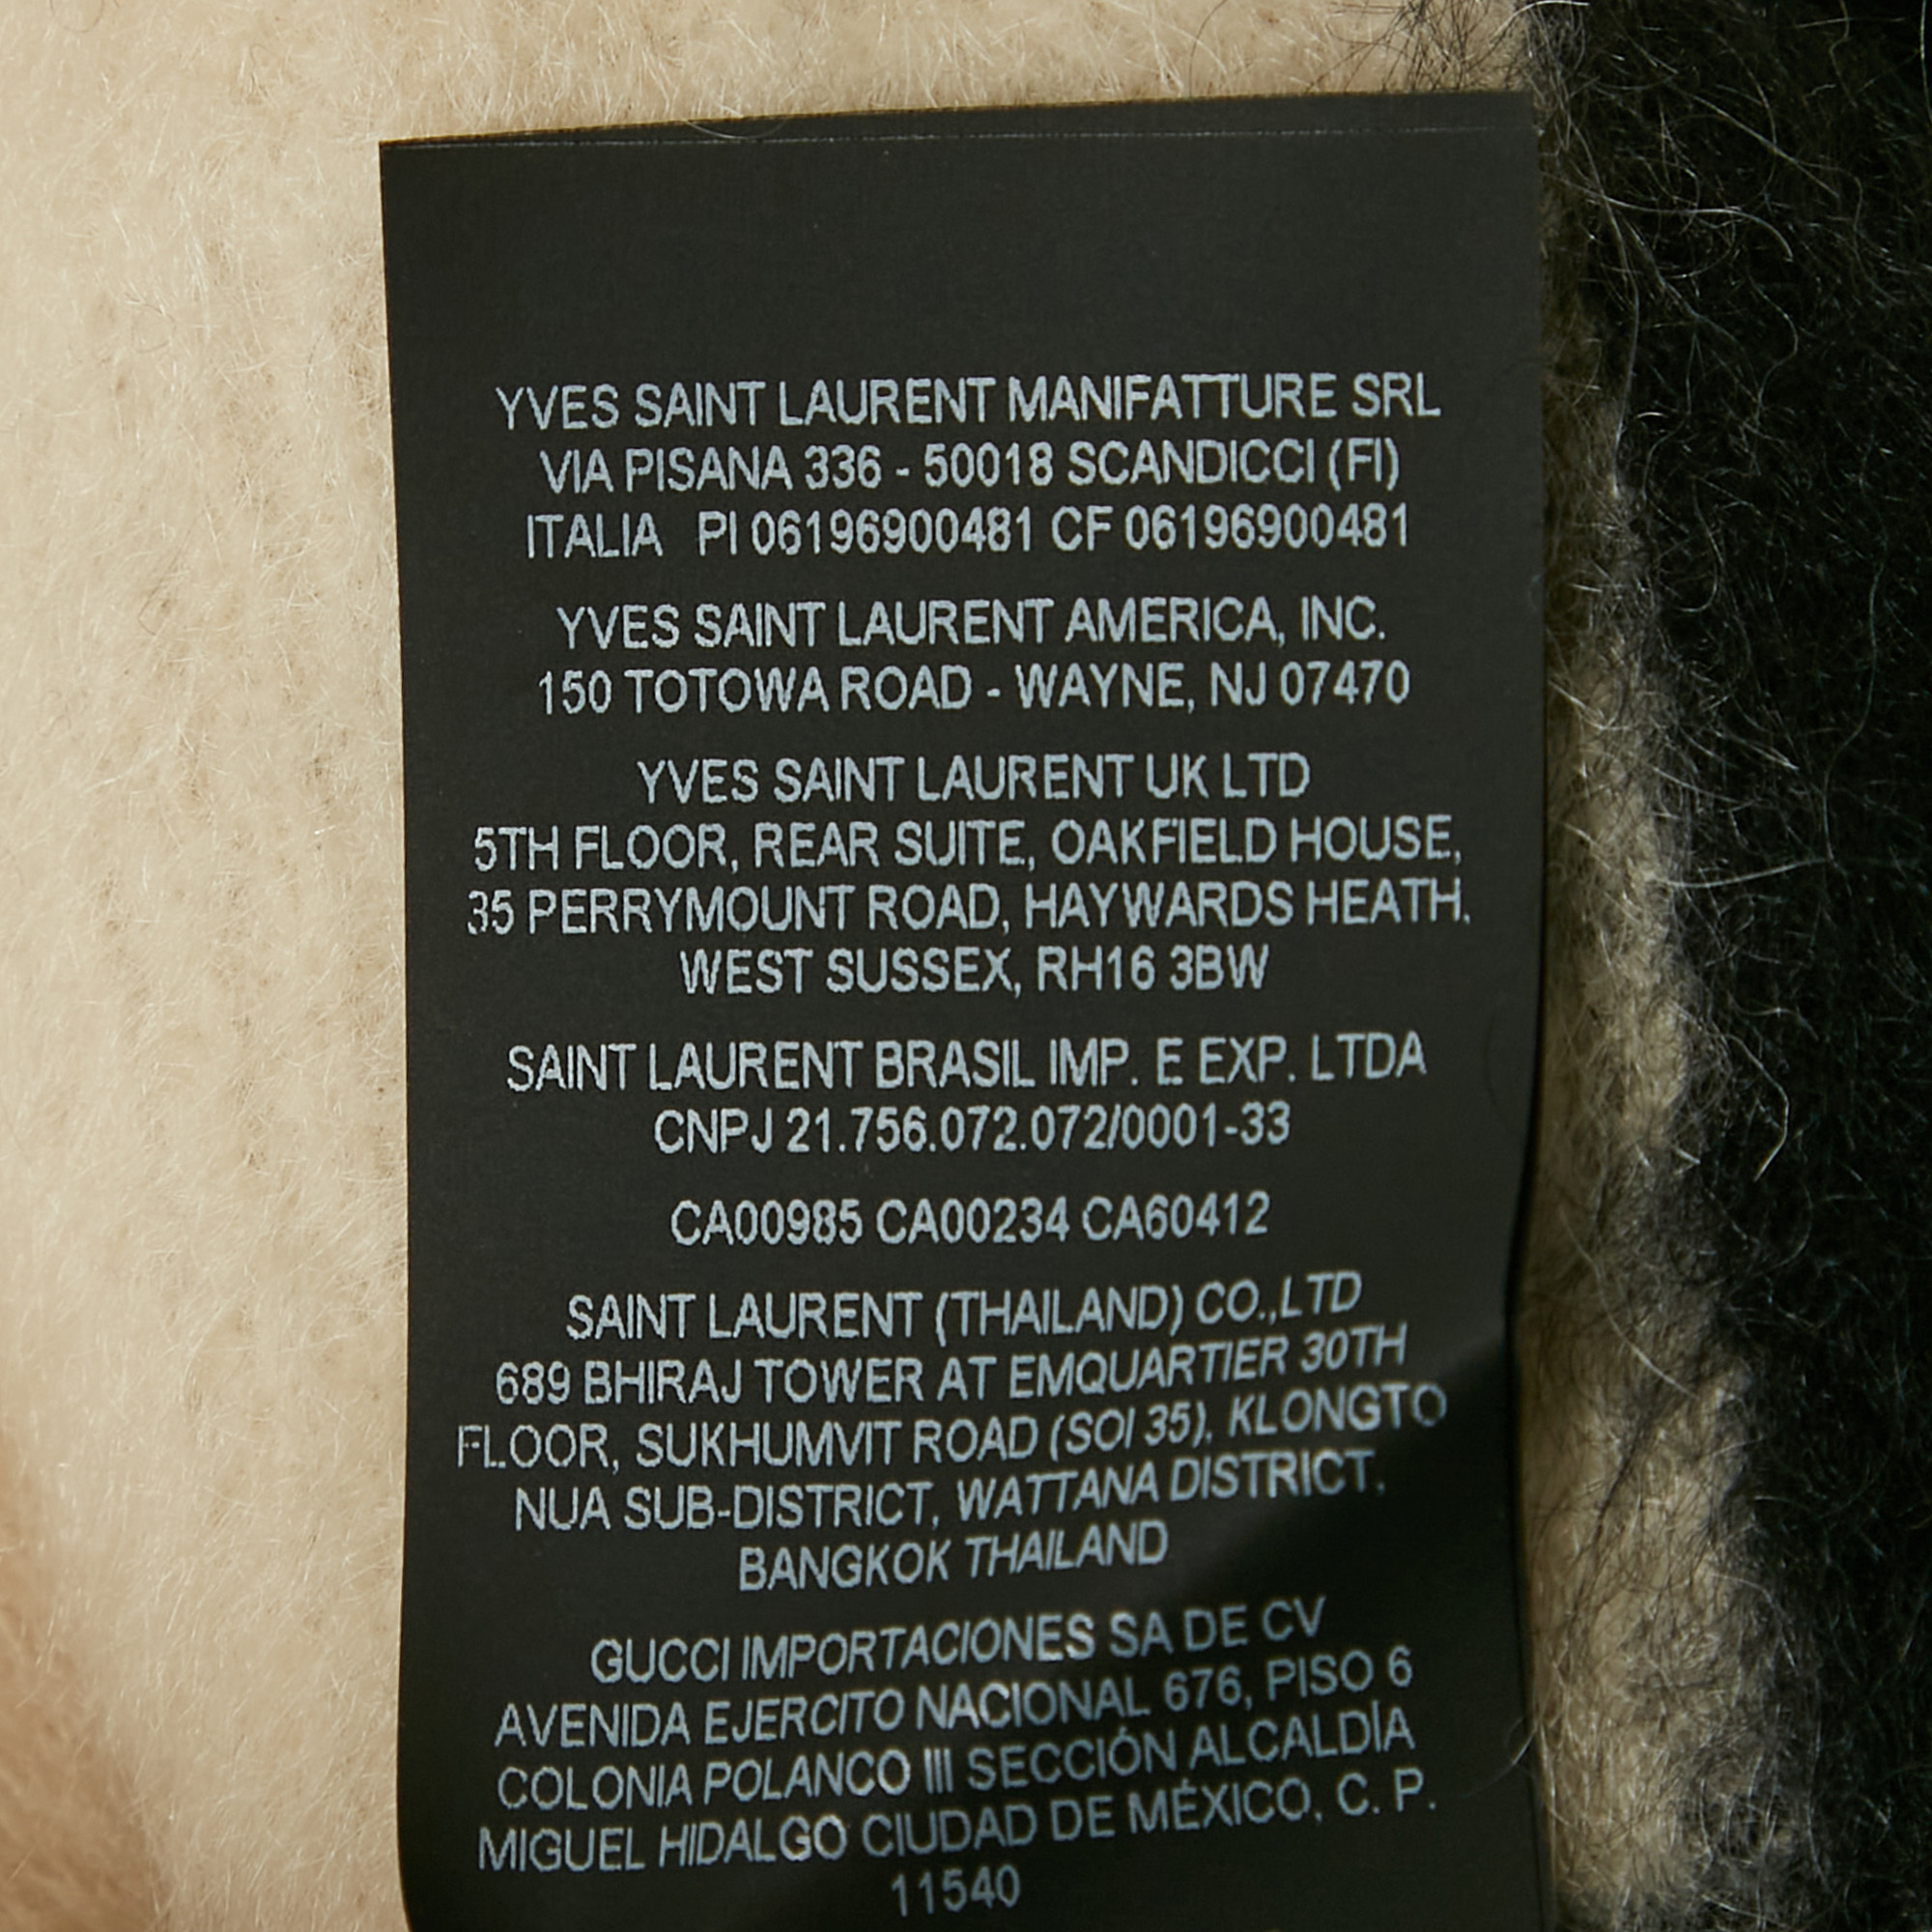 YVES SAINT LAURENT MANIFATTURE SRL
VIA PISANA 336 - 50018 SCANDICCI (FI)
ITALIA PI 06196900481 CF 06196900481
YVES SAINT LAURENT AMERICA, INC.
150 TOTOWA ROAD - WAYNE, NJ 07470
YVES SAINT LAURENT UK LTD
5TH FLOOR, REAR SUITE, OAKFIELD HOUSE,
35 PERRYMOUNT ROAD, HAYWARDS HEATH,
WEST SUSSEX, RH16 3BW
SAINT LAURENT BRASIL IMP. E EXP. LTDA
CNPJ 21.756.072.072/0001-33
CA00985 CA00234 CA60412
SAINT LAURENT (THAILAND) CO.,LTD
689 BHIRAJ TOWER AT EMQUARTIER 30TH
FLOOR, SUKHUMVIT ROAD (SOI 35), KLONGTO
NUA SUB-DISTRICT, WATTANA DISTRICT,
BANGKOK THAILAND
GUCCI IMPORTACIONES SA DE CV
AVENIDA EJERCITO NACIONAL 676, PISO 6
COLONIA POLANCO III SECCIÓN ALCALDÍA
MIGUEL HIDALGO CIUDAD DE MÉXICO, C. P.
11540